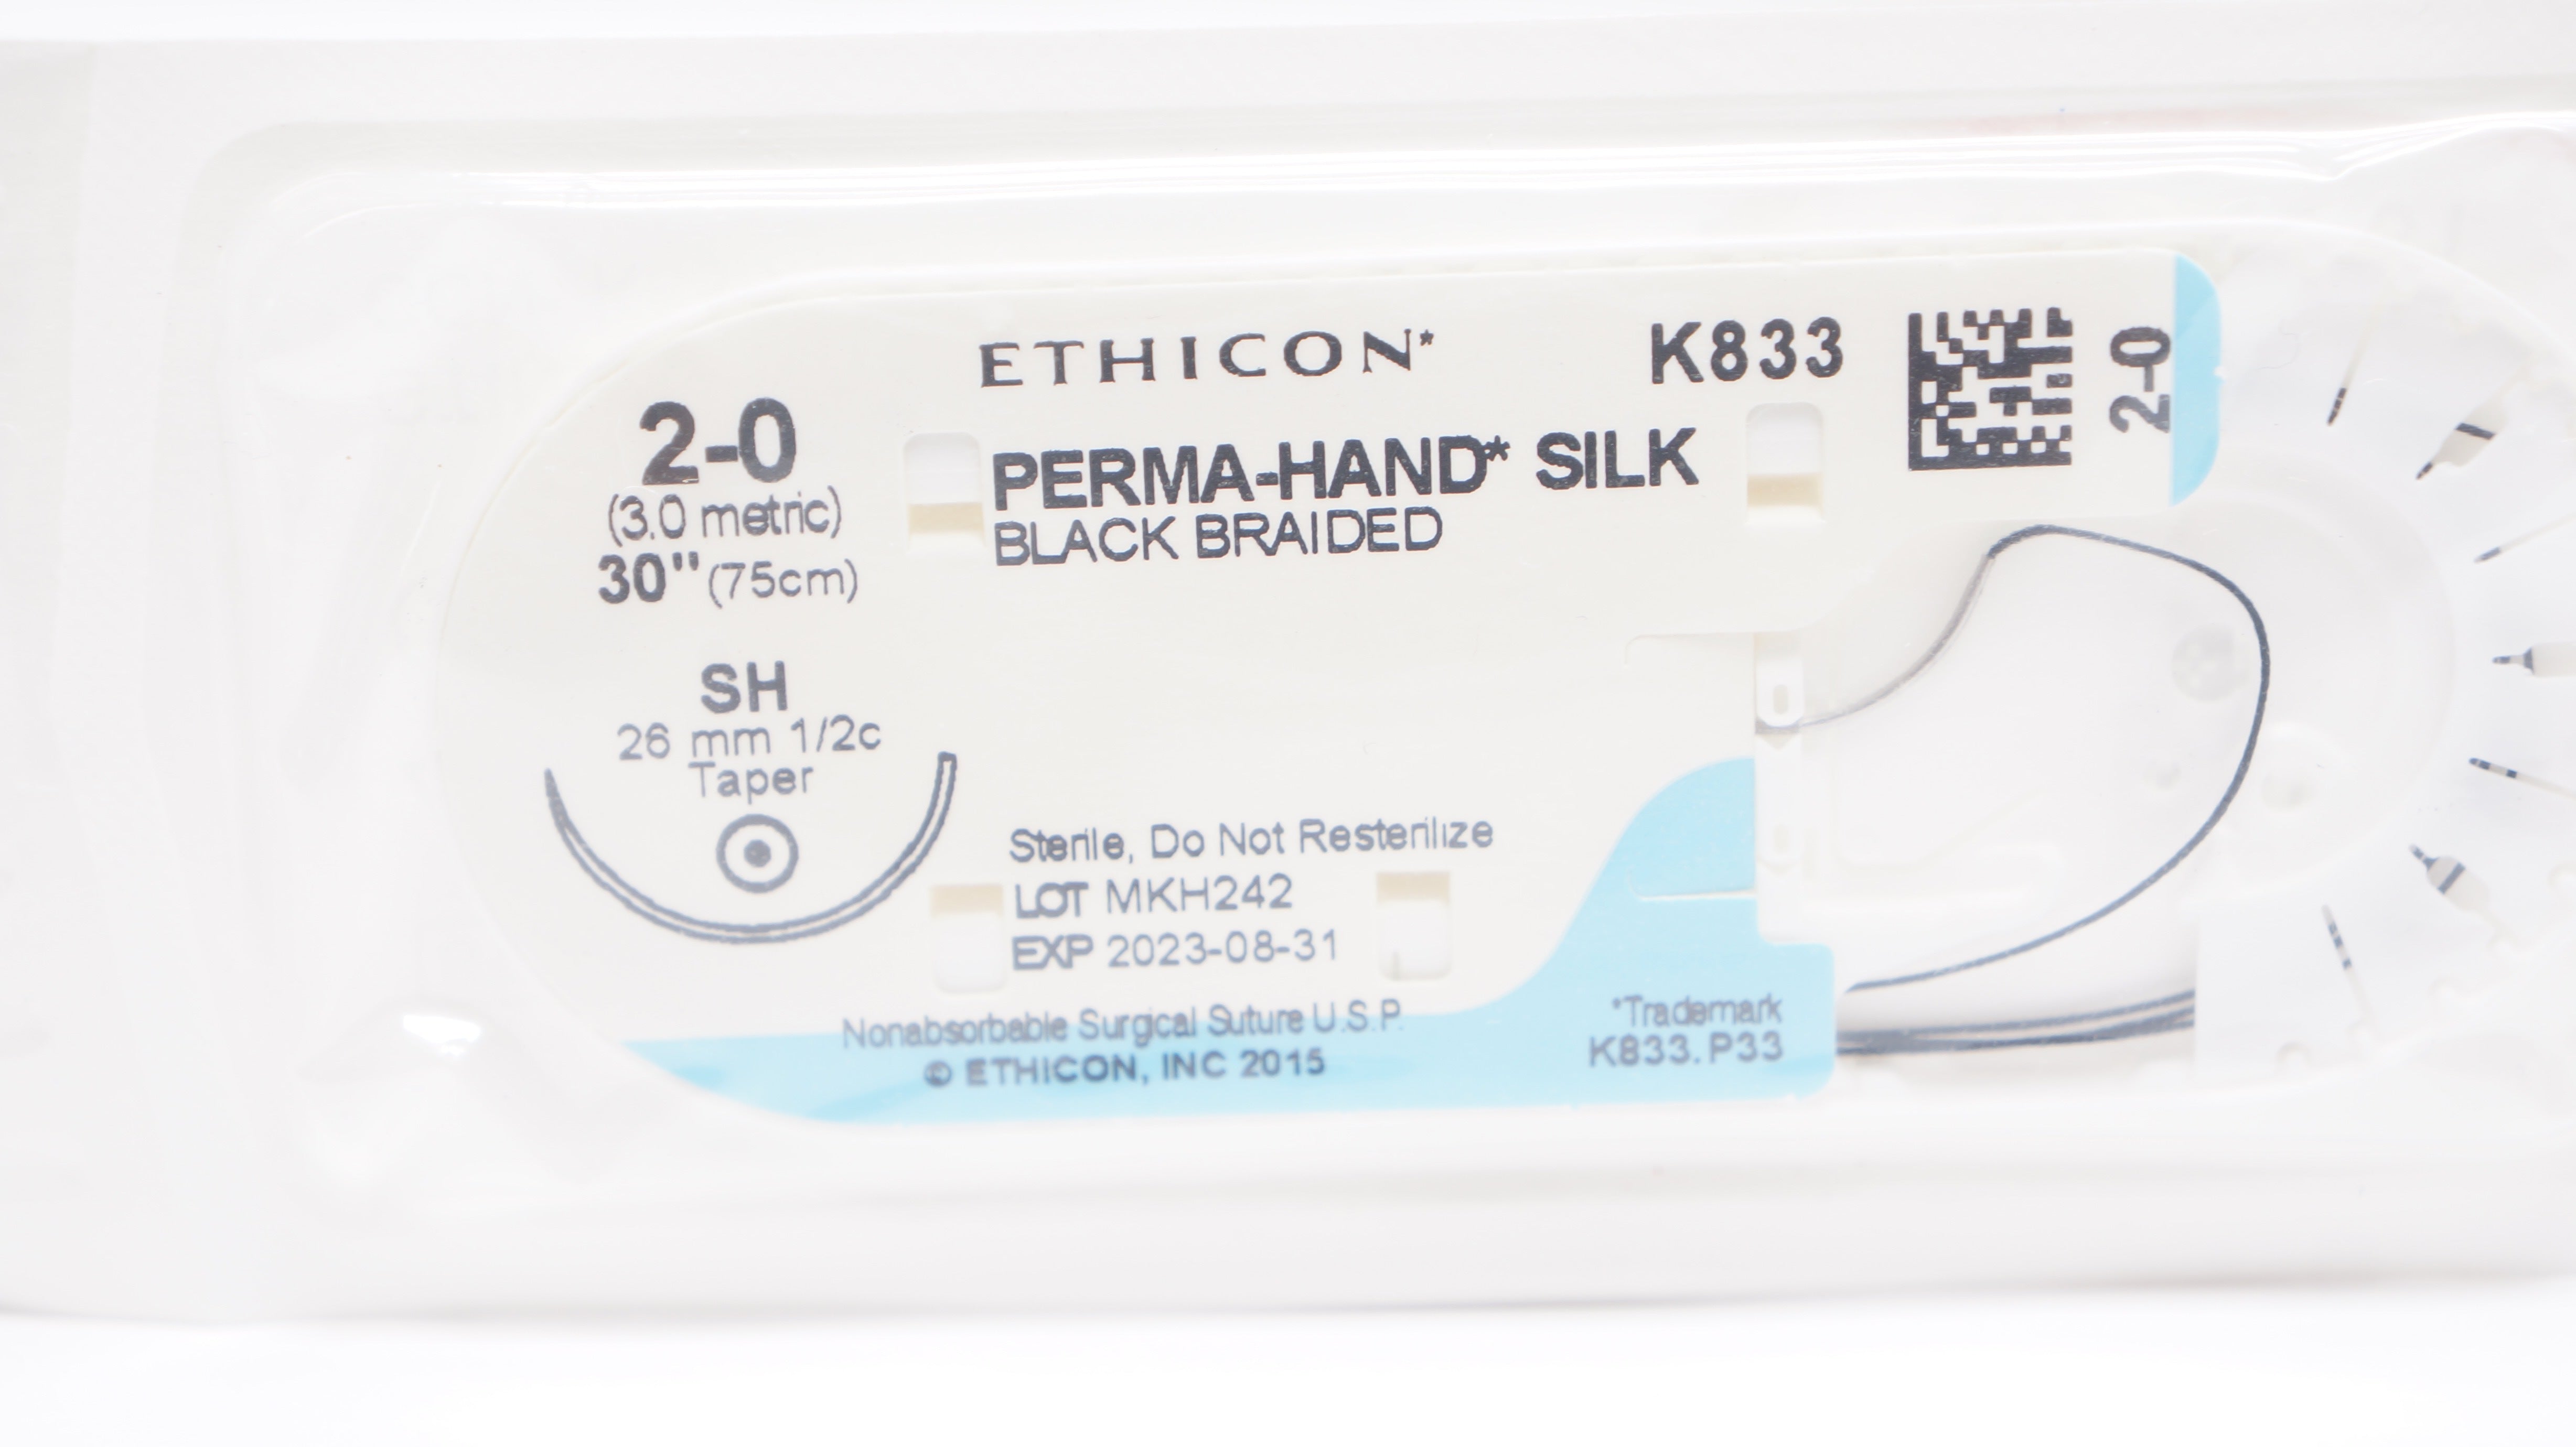 ETHICON*
K833
2-0
2-0
(3.0 metric)
30" (75cm)
PERMA-HAND* SILK
BLACK BRAIDED
SH
26 mm 1/2c
Taper
Sterile, Do Not Resterilize
LOT MKH242
EXP 2023-08-31
Nonabsorbable Surgical Suture U.S.P.
© ETHICON, INC 2015
*Trademark
K833.P33